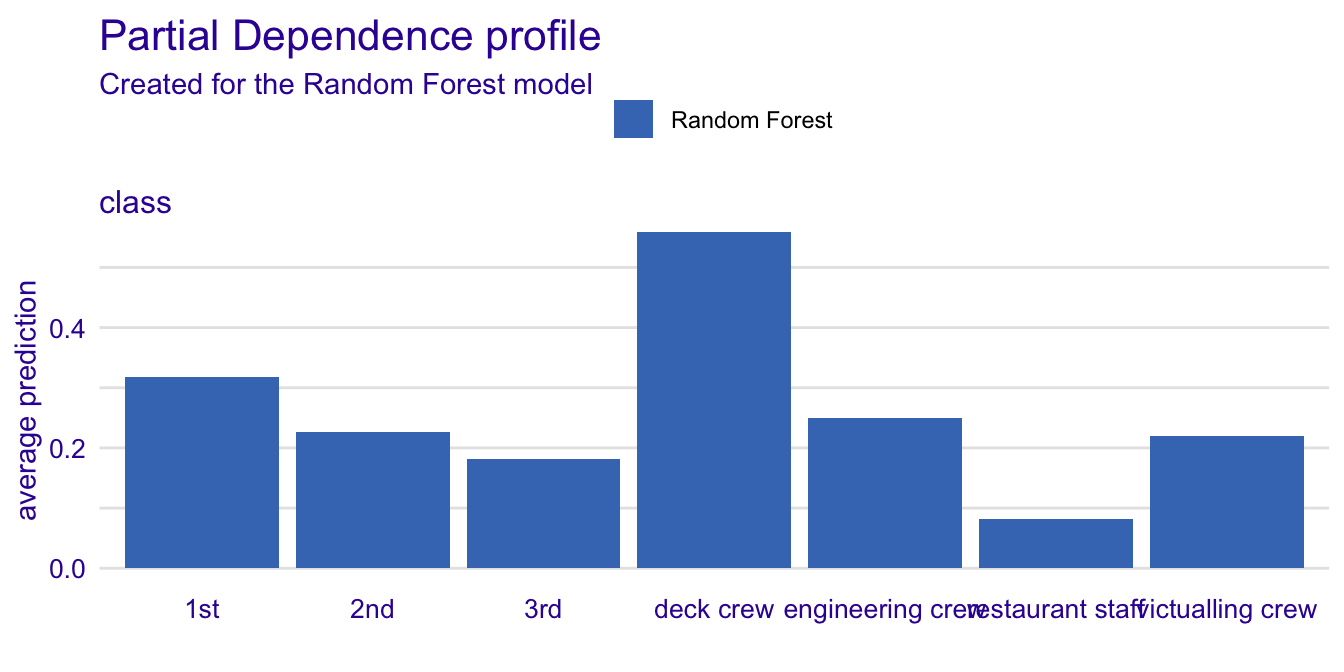 Partial Dependence profile
Created for the Random Forest model
Random Forest
class
average prediction
0.4
0.2
0.0
1st 2nd 3rd deck crew engineering crew restaurant staff victualling crew